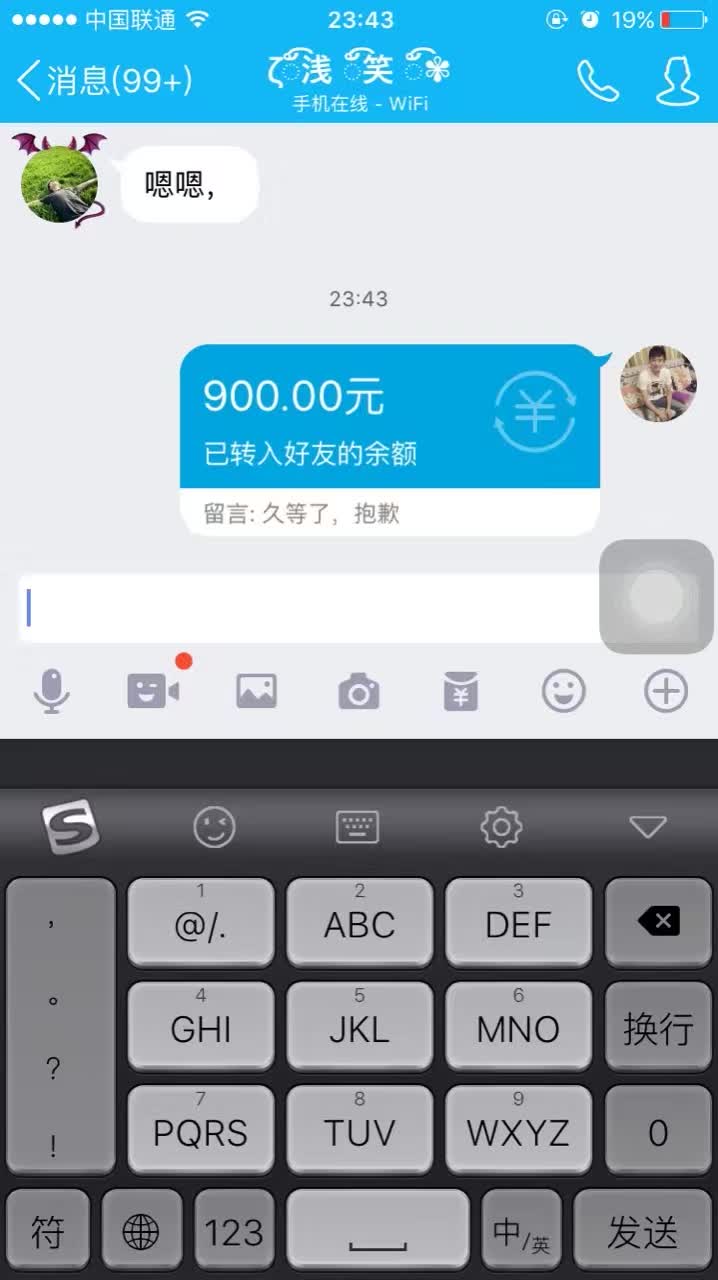 中国联通 23:43 19%
消息(99+) 浅 笑
手机在线 - WiFi
嗯嗯，
23:43
900.00元
已转入好友的余额
留言: 久等了，抱歉
S
1 2 3
@/. ABC DEF
4 5 6
GHI JKL MNO 换行
7 8 9
PQRS TUV WXYZ 0
，
。
?
!
符 123 中/英 发送